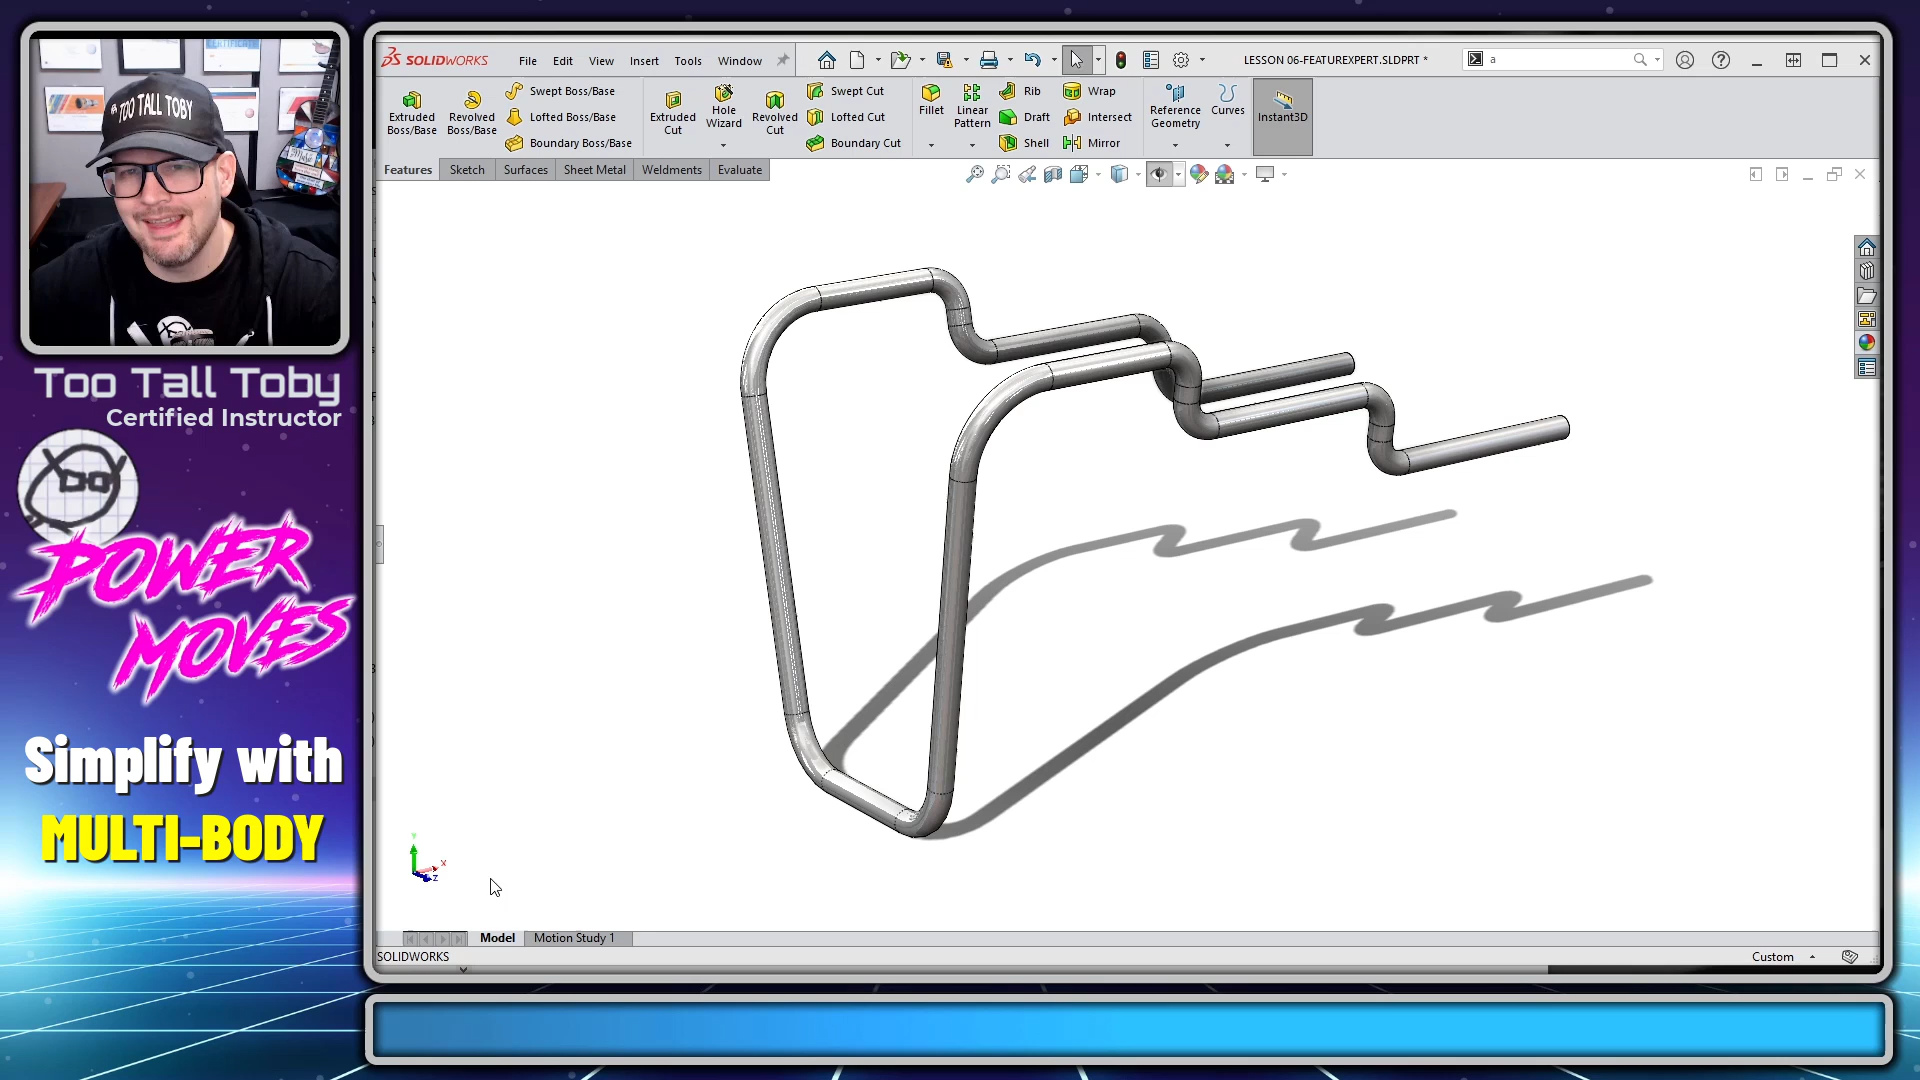 SOLIDWORKS
File Edit View Insert Tools Window
LESSON 06-FEATUREXPERT.SLDPRT *
a
Extruded Boss/Base
Revolved Boss/Base
Swept Boss/Base
Lofted Boss/Base
Boundary Boss/Base
Extruded Cut
Hole Wizard
Revolved Cut
Swept Cut
Lofted Cut
Boundary Cut
Fillet
Linear Pattern
Rib
Draft
Shell
Wrap
Intersect
Mirror
Reference Geometry
Curves
Instant3D
Features Sketch Surfaces Sheet Metal Weldments Evaluate
CERTIFICATE
TOO TALL TOBY
Too Tall Toby
Certified Instructor
POWER
MOVES
Simplify with
MULTI-BODY
Y
X
Z
Model Motion Study 1
SOLIDWORKS
Custom